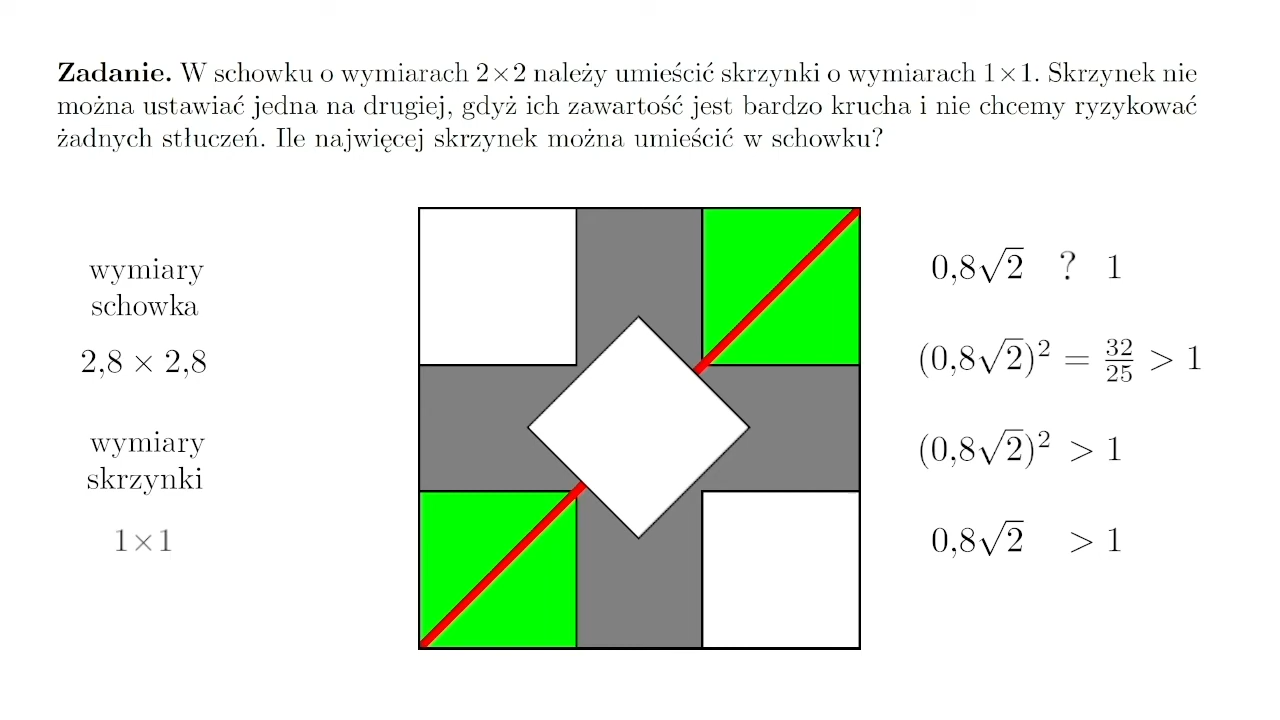 Zadanie. W schowku o wymiarach 2×2 należy umieścić skrzynki o wymiarach 1×1. Skrzynek nie
można ustawiać jedna na drugiej, gdyż ich zawartość jest bardzo krucha i nie chcemy ryzykować
żadnych stłuczeń. Ile najwięcej skrzynek można umieścić w schowku?
wymiary
schowka
2,8 × 2,8
wymiary
skrzynki
1×1
0,8√2 ? 1
(0,8√2)² = 32/25 > 1
(0,8√2)² > 1
0,8√2 > 1